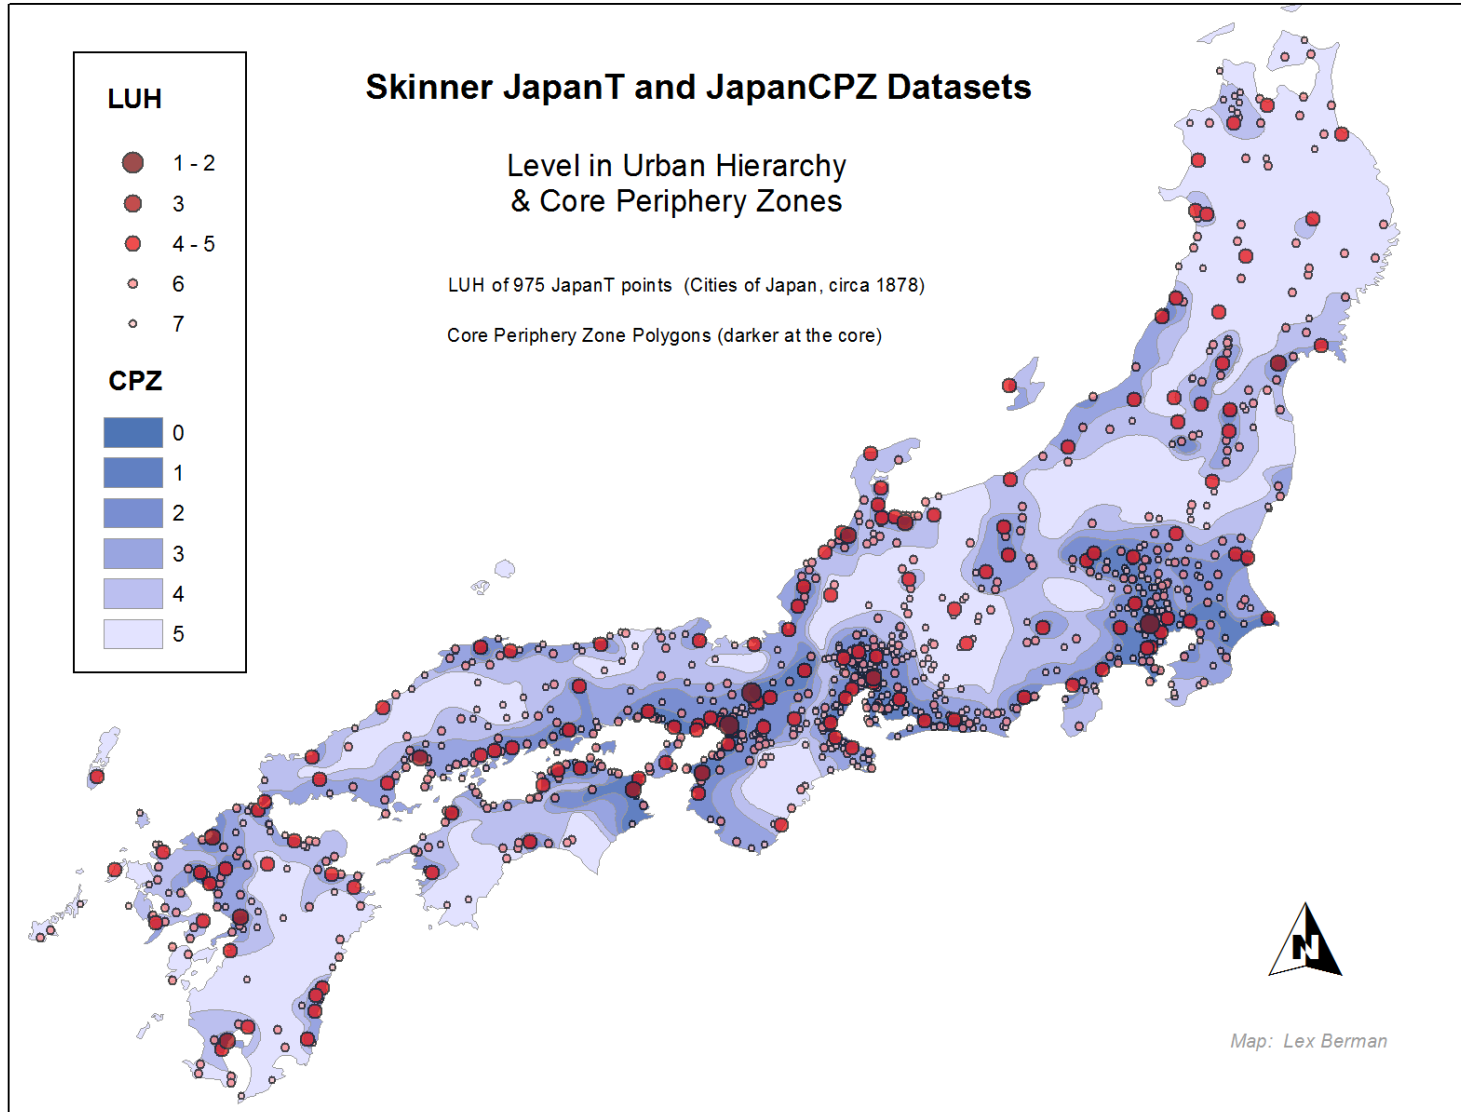 Skinner JapanT and JapanCPZ Datasets
Level in Urban Hierarchy
& Core Periphery Zones
LUH of 975 JapanT points (Cities of Japan, circa 1878)
Core Periphery Zone Polygons (darker at the core)
LUH
1 - 2
3
4 - 5
6
7
CPZ
0
1
2
3
4
5
N
Map: Lex Berman